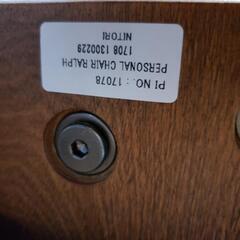 PI NO. : 17078
PERSONAL CHAIR RALPH
1708 1300229
NITORI